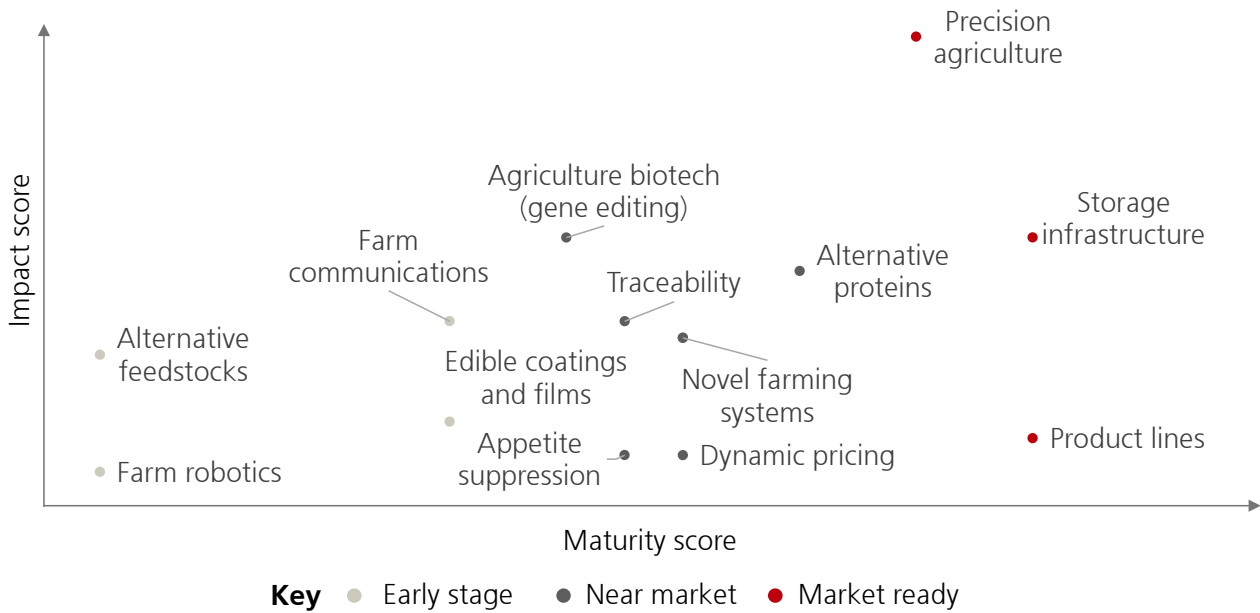 Precision
agriculture
Agriculture biotech
(gene editing)
Storage
infrastructure
Farm
communications
Alternative
proteins
Traceability
Alternative
feedstocks
Edible coatings
and films
Novel farming
systems
Appetite
suppression
Dynamic pricing
Product lines
Farm robotics
Impact score
Maturity score
Key Early stage Near market Market ready